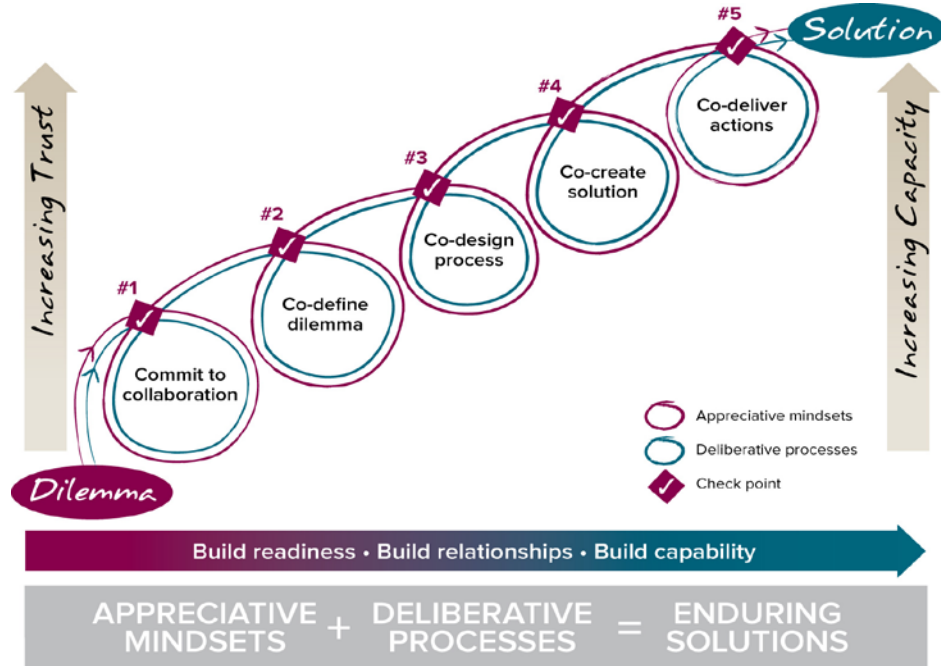 #5
Solution
#4
Co-deliver
actions
#3
Co-create
solution
#2
Co-design
process
#1
Co-define
dilemma
Commit to
collaboration
Increasing Trust
Increasing Capacity
Appreciative mindsets
Deliberative processes
Check point
Dilemma
Build readiness • Build relationships • Build capability
APPRECIATIVE
MINDSETS
+
DELIBERATIVE
PROCESSES
=
ENDURING
SOLUTIONS